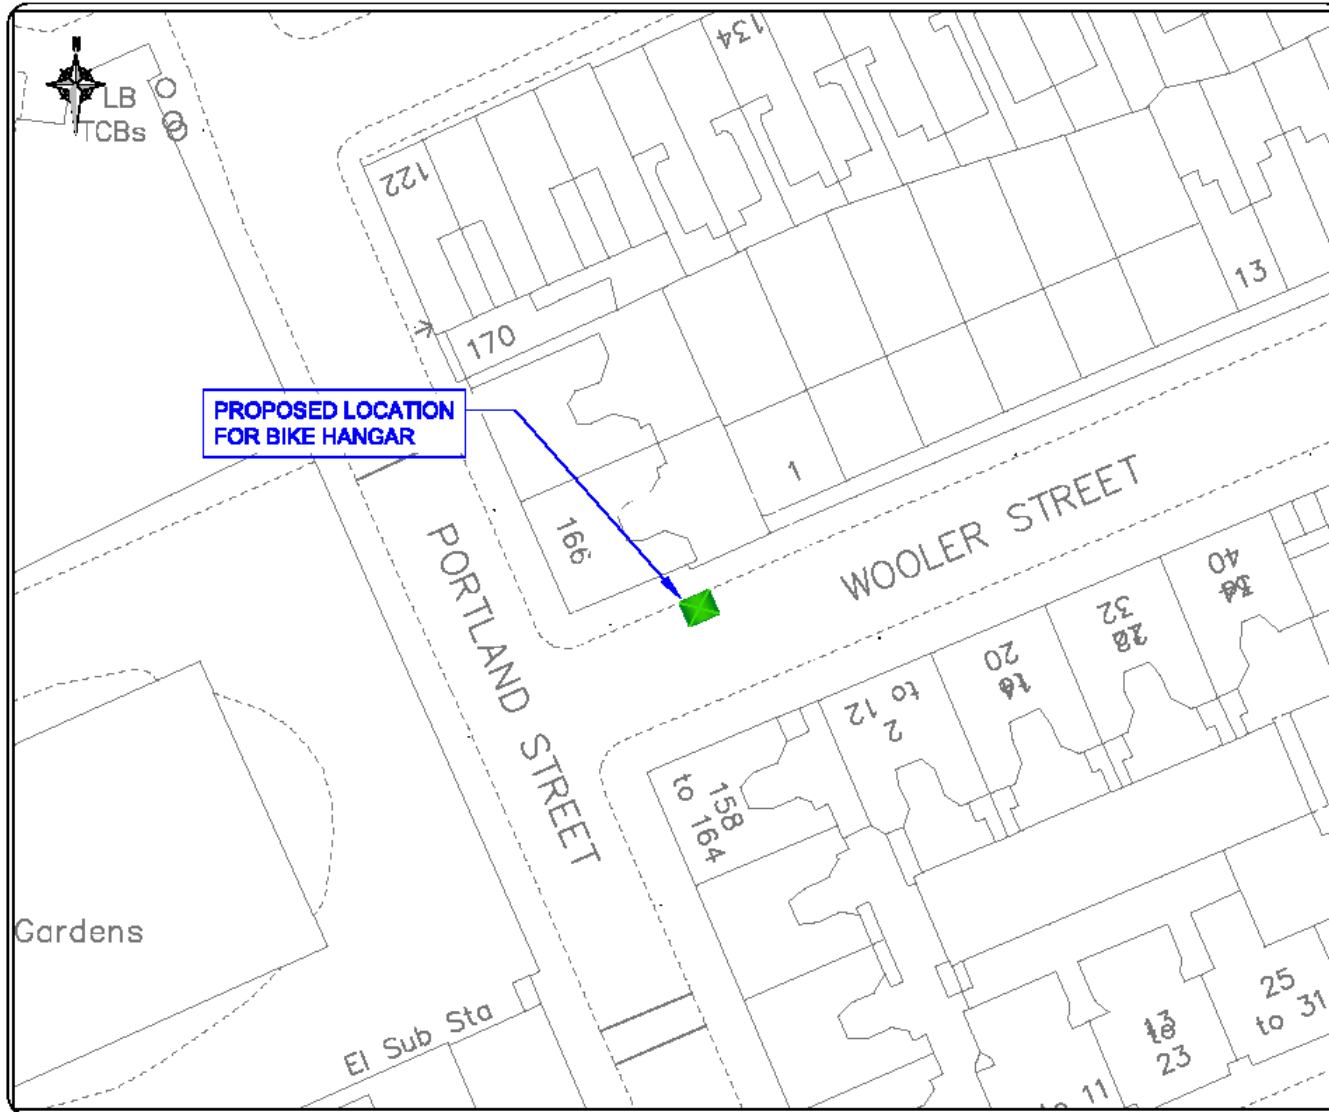 N
LB
TCBs
134
122
170
13
PROPOSED LOCATION
FOR BIKE HANGAR
1
166
PORTLAND STREET
WOOLER STREET
40
32
20
2
to 12
158
to 164
Gardens
El Sub Sta
25
to 31
23
11